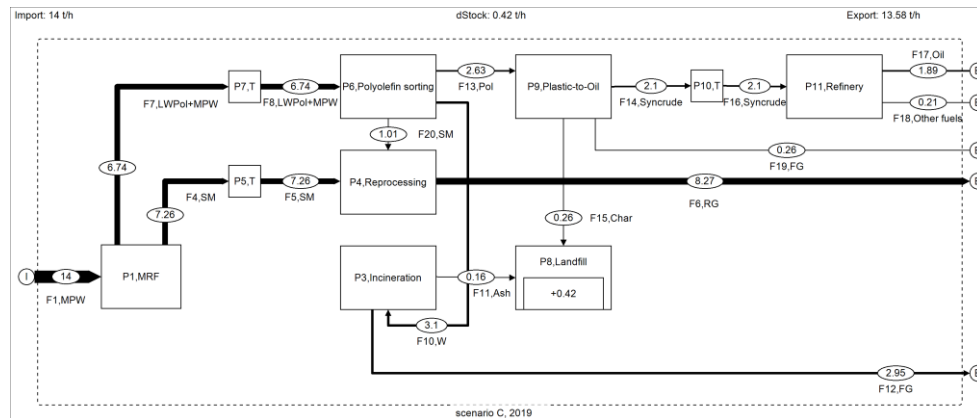 Import: 14 t/h
dStock: 0.42 t/h
Export: 13.58 t/h
F17,Oil
P7,T
6.74
P6,Polyolefin sorting
2.63
P9,Plastic-to-Oil
2.1
P10,T
2.1
P11,Refinery
1.89
E
F7,LWPol+MPW
F8,LWPol+MPW
F13,Pol
F14,Syncrude
F16,Syncrude
0.21
E
F18,Other fuels
1.01
F20,SM
0.26
E
F19,FG
6.74
P5,T
7.26
P4,Reprocessing
8.27
E
F4,SM
F5,SM
F6,RG
7.26
0.26
F15,Char
P1,MRF
P3,Incineration
0.16
P8,Landfill
I
14
F11,Ash
+0.42
F1,MPW
3.1
F10,W
2.95
E
F12,FG
scenario C, 2019